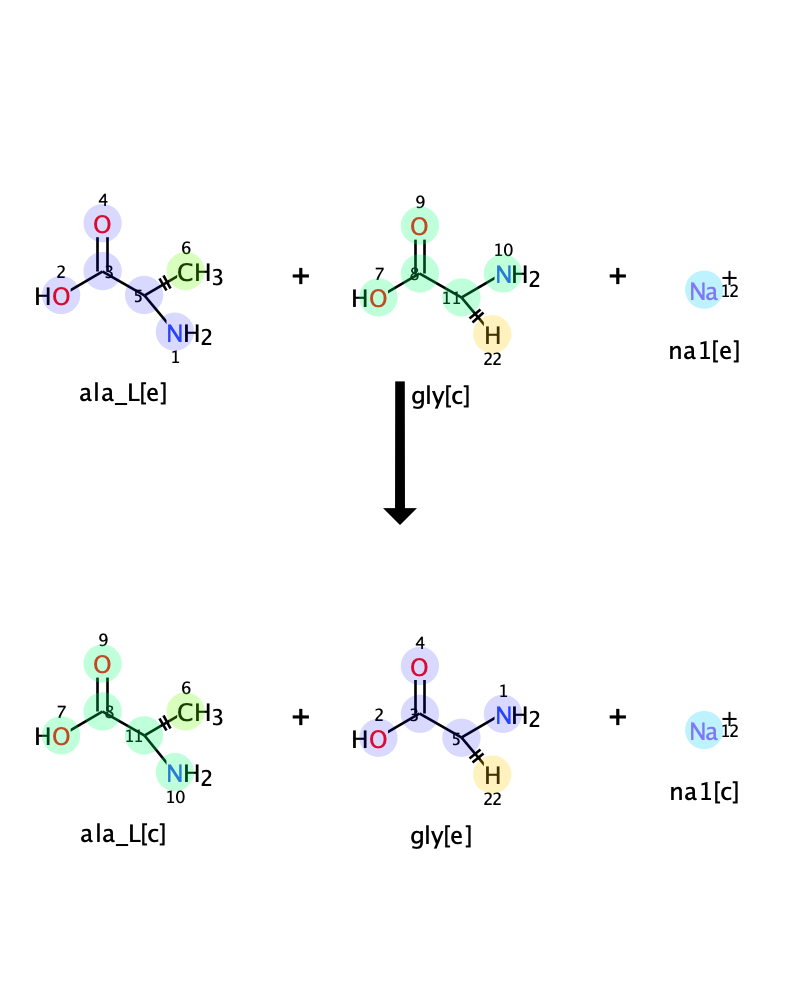 4 9
O O
6 10
2 3 CH3 + 7 8 NH2 + +
HO 5 HO 11 Na 12
NH2 H na1[e]
1 22
ala_L[e] gly[c]
9 4
O O
6 1
7 8 CH3 + 2 3 NH2 + +
HO 11 HO 5 Na 12
NH2 H
10 22 na1[c]
ala_L[c] gly[e]